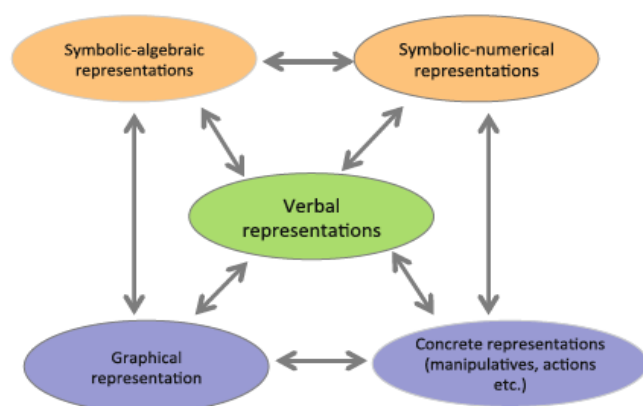 Symbolic-algebraic
representations
Symbolic-numerical
representations
Verbal
representations
Graphical
representation
Concrete representations
(manipulatives, actions
etc.)